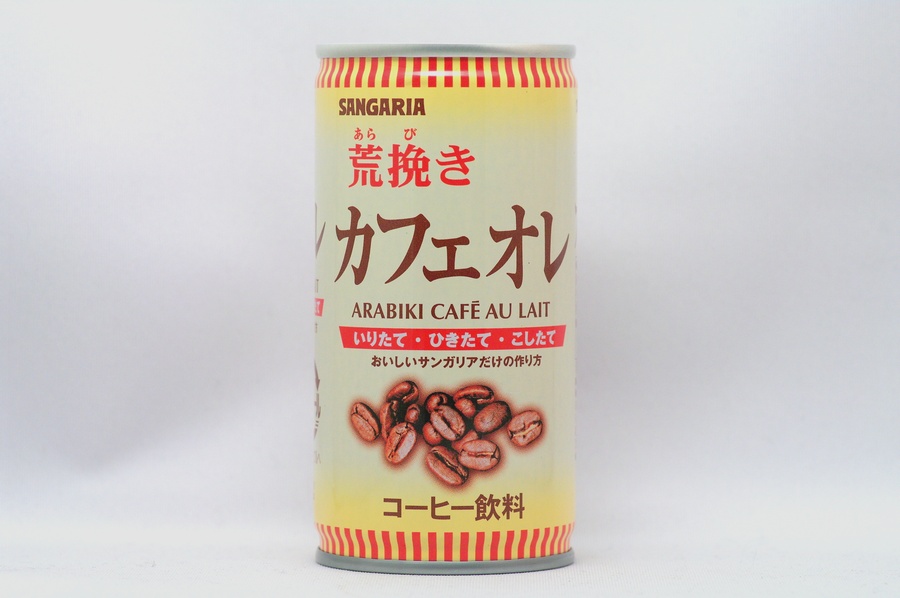 SANGARIA
あらび
荒挽き
カフェオレ
ARABIKI CAFĒ AU LAIT
いりたて・ひきたて・こしたて
おいしいサンガリアだけの作り方
コーヒー飲料